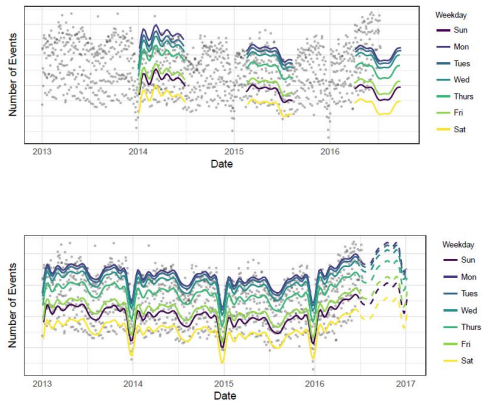 Number of Events
2013 2014 2015 2016
Date
Weekday
Sun
Mon
Tues
Wed
Thurs
Fri
Sat
Number of Events
2013 2014 2015 2016 2017
Date
Weekday
Sun
Mon
Tues
Wed
Thurs
Fri
Sat